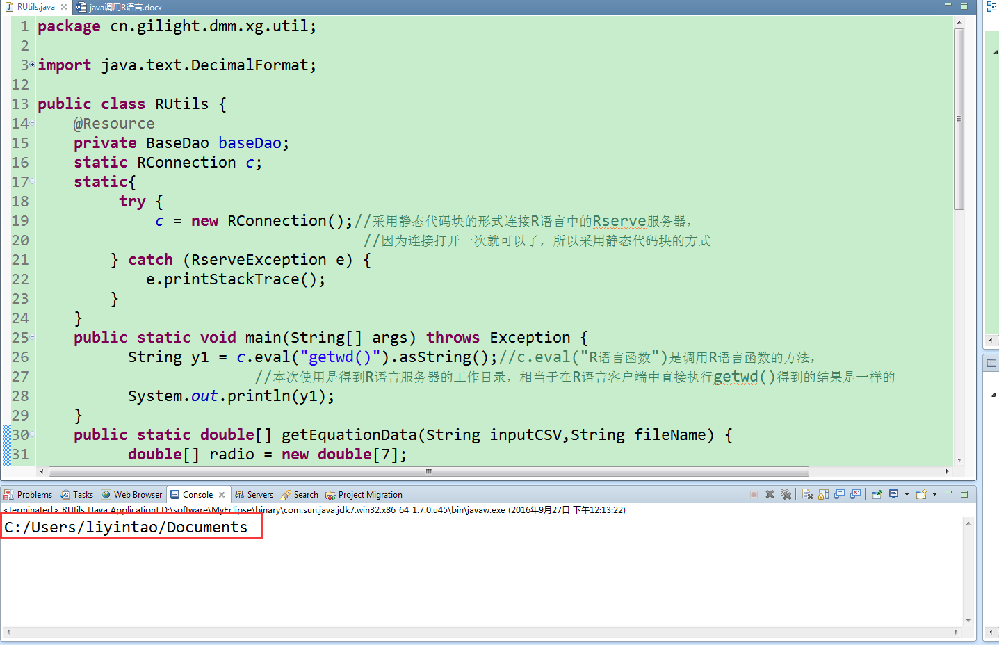 RUtils.java
java调用R语言.docx
1 package cn.gilight.dmm.xg.util;
2
3 import java.text.DecimalFormat;
12
13 public class RUtils {
14 @Resource
15 private BaseDao baseDao;
16 static RConnection c;
17 static{
18 try {
19 c = new RConnection();//采用静态代码块的形式连接R语言中的Rserve服务器,
20 //因为连接打开一次就可以了，所以采用静态代码块的方式
21 } catch (RserveException e) {
22 e.printStackTrace();
23 }
24 }
25 public static void main(String[] args) throws Exception {
26 String y1 = c.eval("getwd()").asString();//c.eval("R语言函数")是调用R语言函数的方法,
27 //本次使用是得到R语言服务器的工作目录，相当于在R语言客户端中直接执行getwd()得到的结果是一样的
28 System.out.println(y1);
29 }
30 public static double[] getEquationData(String inputCSV,String fileName) {
31 double[] radio = new double[7];
Problems Tasks Web Browser Console Servers Search Project Migration
<terminated> RUtils [Java Application] D:\software\MyEclipse\binary\com.sun.java.jdk7.win32.x86_64_1.7.0.u45\bin\javaw.exe (2016年9月27日 下午12:13:22)
C:/Users/liyintao/Documents